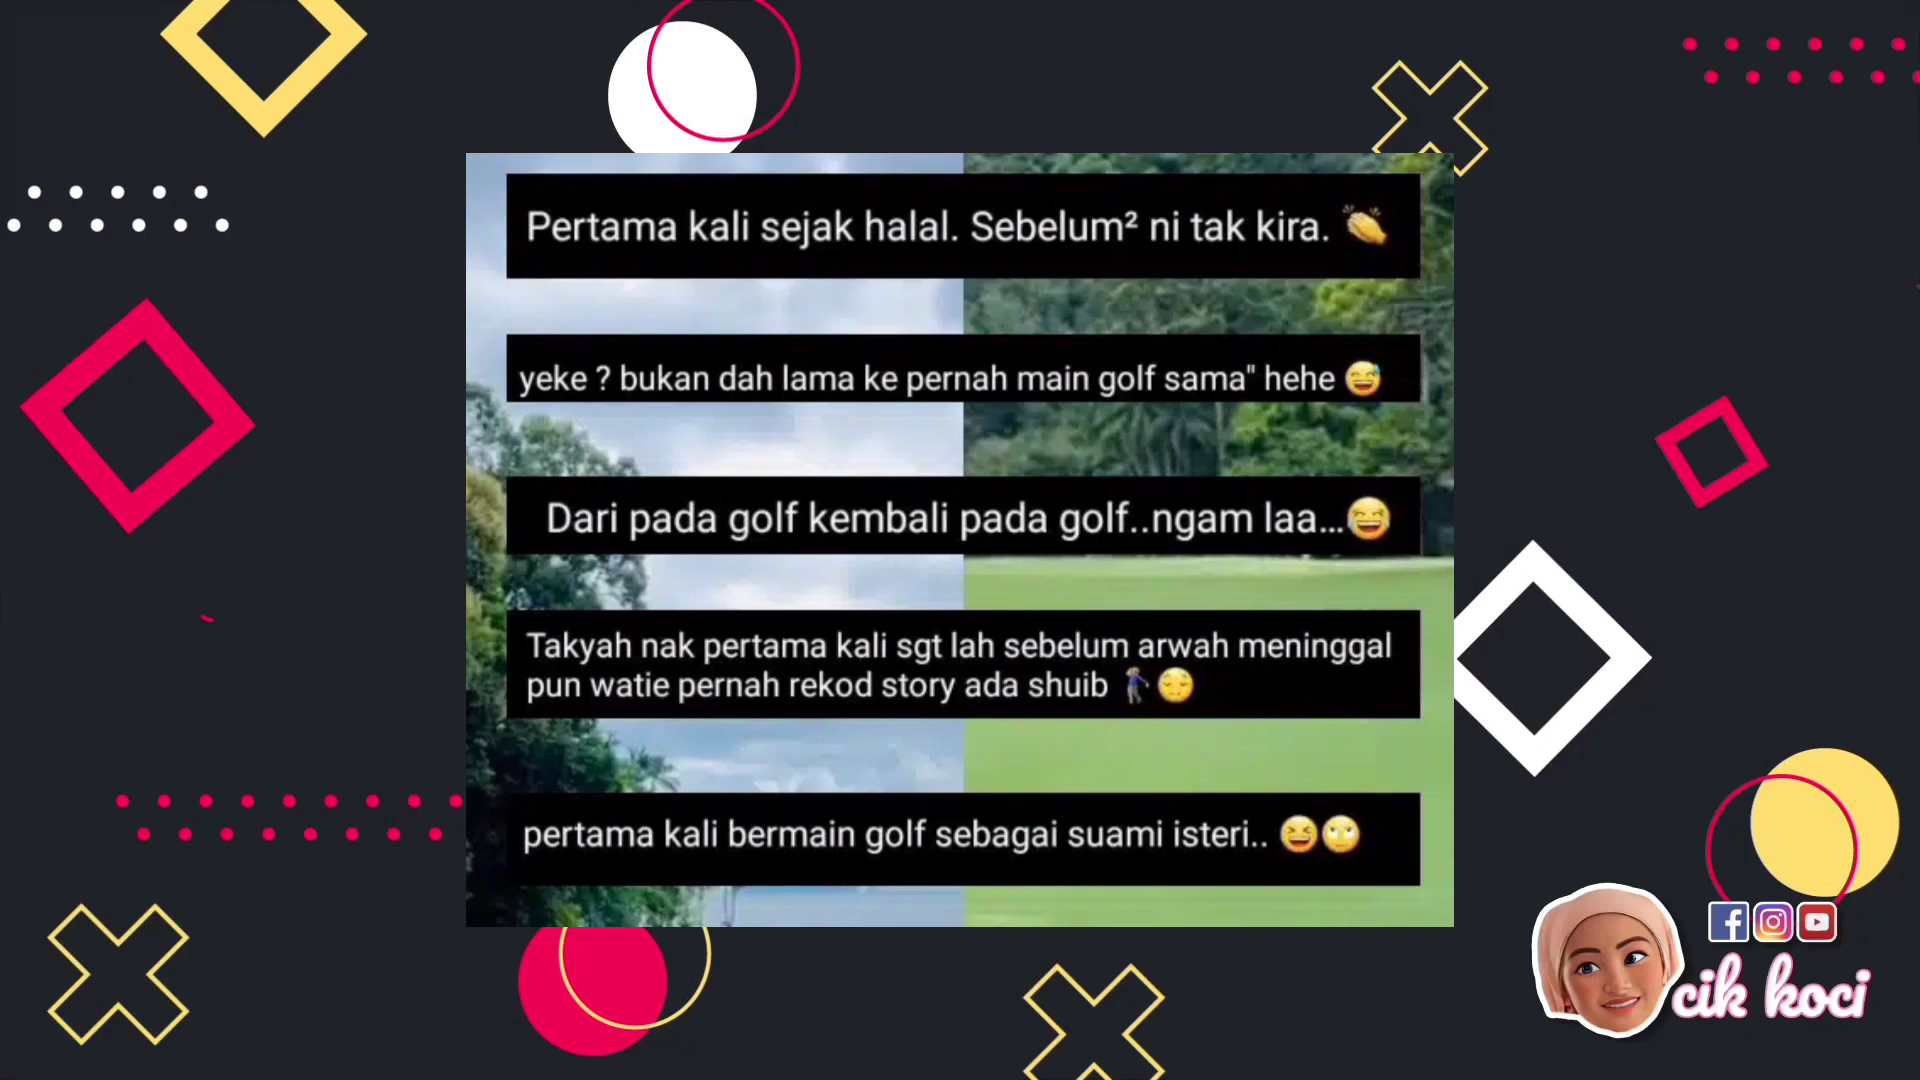 Pertama kali sejak halal. Sebelum² ni tak kira. 👏
yeke ? bukan dah lama ke pernah main golf sama" hehe 😅
Dari pada golf kembali pada golf..ngam laa...😂
Takyah nak pertama kali sgt lah sebelum arwah meninggal
pun watie pernah rekod story ada shuib 🧍‍♀️😌
pertama kali bermain golf sebagai suami isteri.. 😆🙄
cik koci